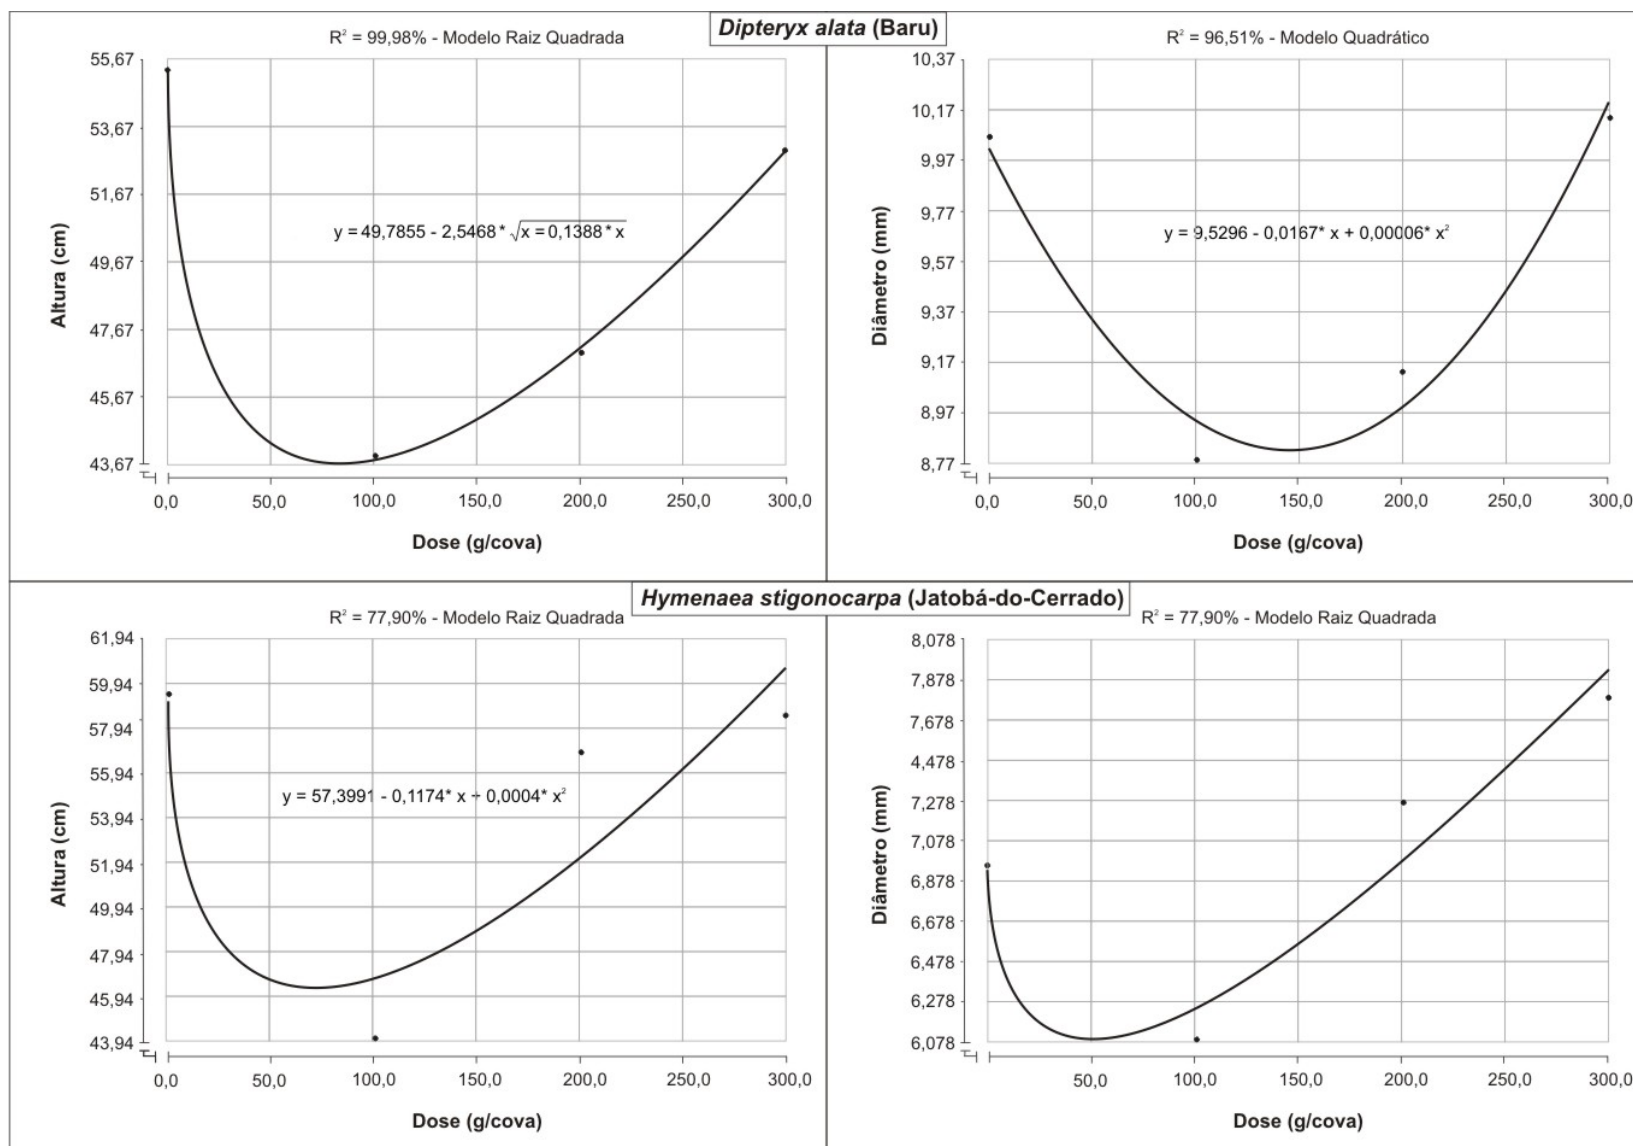 Dipteryx alata (Baru)
R² = 99,98% - Modelo Raiz Quadrada
55,67
53,67
51,67
49,67
47,67
45,67
43,67
Altura (cm)
y = 49,7855 - 2,5468* √x = 0,1388* x
0,0 50,0 100,0 150,0 200,0 250,0 300,0
Dose (g/cova)
R² = 96,51% - Modelo Quadrático
10,37
10,17
9,97
9,77
9,57
9,37
9,17
8,97
8,77
Diâmetro (mm)
y = 9,5296 - 0,0167* x + 0,00006* x²
0,0 50,0 100,0 150,0 200,0 250,0 300,0
Dose (g/cova)
Hymenaea stigonocarpa (Jatobá-do-Cerrado)
R² = 77,90% - Modelo Raiz Quadrada
61,94
59,94
57,94
55,94
53,94
51,94
49,94
47,94
45,94
43,94
Altura (cm)
y = 57,3991 - 0,1174* x + 0,0004* x²
0,0 50,0 100,0 150,0 200,0 250,0 300,0
Dose (g/cova)
R² = 77,90% - Modelo Raiz Quadrada
8,078
7,878
7,678
4,478
7,278
7,078
6,878
6,678
6,478
6,278
6,078
Diâmetro (mm)
50,0 100,0 150,0 200,0 250,0 300,0
Dose (g/cova)